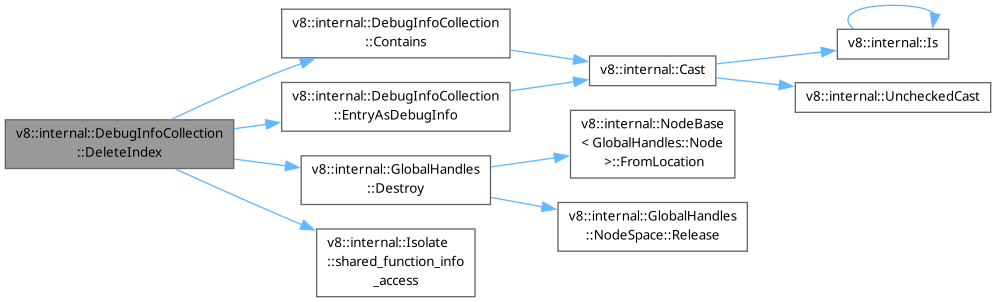 v8::internal::DebugInfoCollection
::DeleteIndex
v8::internal::DebugInfoCollection
::Contains
v8::internal::DebugInfoCollection
::EntryAsDebugInfo
v8::internal::GlobalHandles
::Destroy
v8::internal::Isolate
::shared_function_info
_access
v8::internal::Cast
v8::internal::NodeBase
< GlobalHandles::Node
>::FromLocation
v8::internal::GlobalHandles
::NodeSpace::Release
v8::internal::Is
v8::internal::UncheckedCast